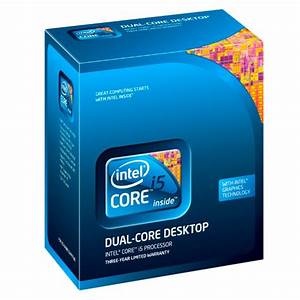 GREAT COMPUTING STARTS
WITH INTEL INSIDE.
intel
CORE i5
inside
WITH INTEL
GRAPHICS
TECHNOLOGY
DUAL-CORE DESKTOP
INTEL CORE i5 PROCESSOR
THREE-YEAR LIMITED WARRANTY